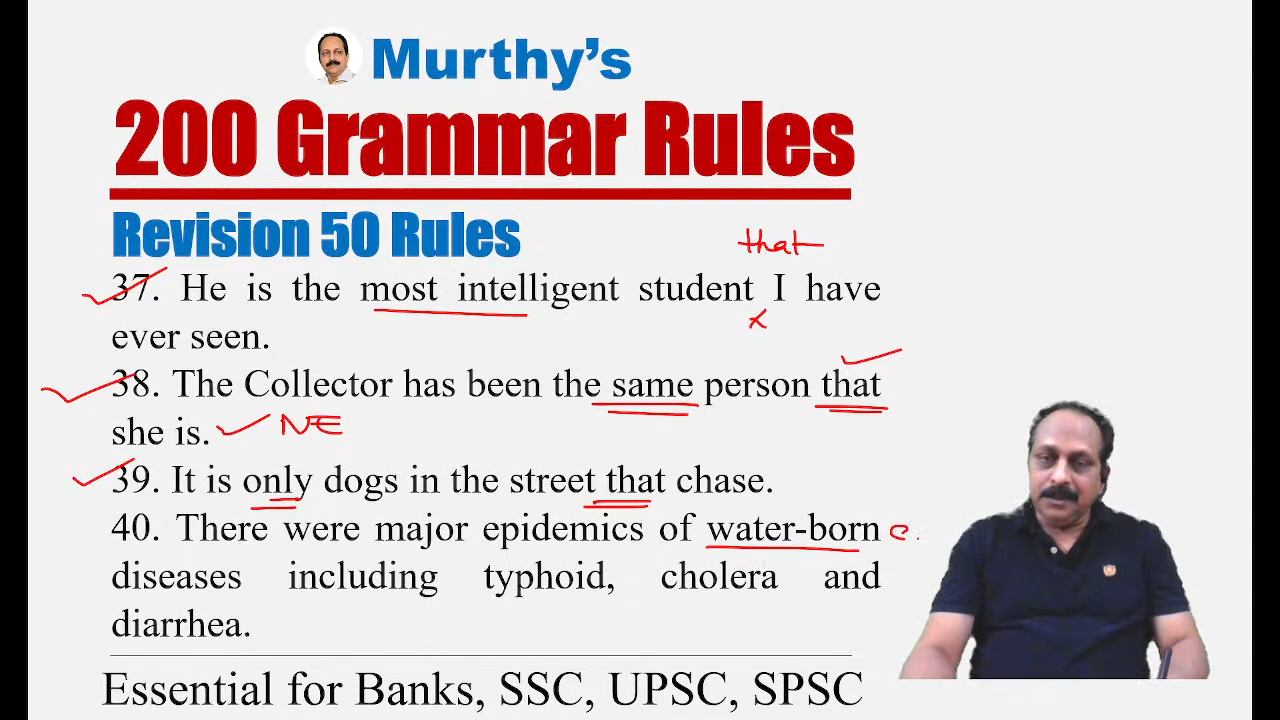 Murthy's
200 Grammar Rules
Revision 50 Rules
that
37. He is the most intelligent student I have
x
ever seen.
38. The Collector has been the same person that
she is. NE
39. It is only dogs in the street that chase.
40. There were major epidemics of water-born e
diseases including typhoid, cholera and
diarrhea.
Essential for Banks, SSC, UPSC, SPSC